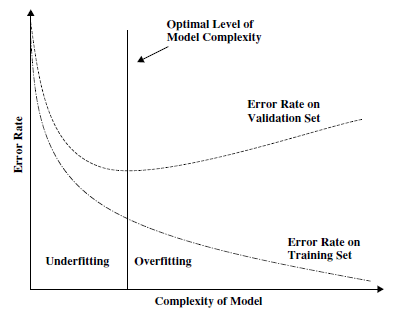 Optimal Level of
Model Complexity
Error Rate on
Validation Set
Error Rate
Error Rate on
Training Set
Underfitting
Overfitting
Complexity of Model